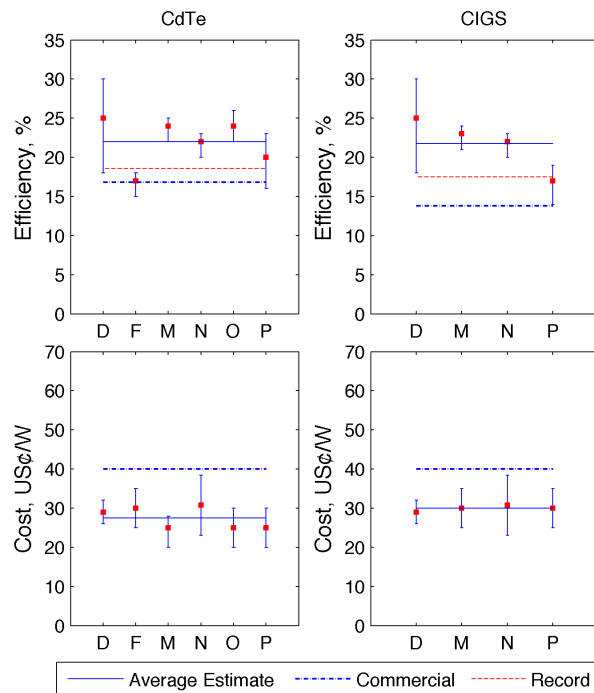 CdTe
Efficiency, %
35
30
25
20
15
10
5
0
D F M N O P
CIGS
Efficiency, %
35
30
25
20
15
10
5
0
D M N P
Cost, US¢/W
70
60
50
40
30
20
10
0
D F M N O P
Cost, US¢/W
70
60
50
40
30
20
10
0
D M N P
Average Estimate Commercial Record